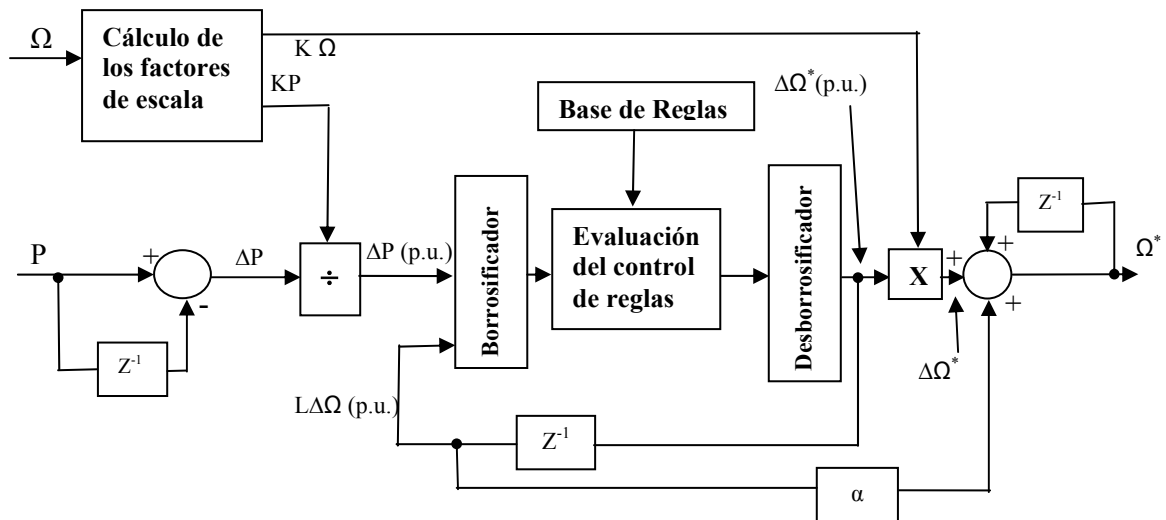 Ω
Cálculo de
los factores
de escala
K Ω
KP
ΔΩ* (p.u.)
Base de Reglas
P
+
-
Z-1
ΔP
÷
ΔP (p.u.)
Borrosificador
Evaluación
del control
de reglas
Desborrosificador
X
+
+
+
Z-1
Ω*
ΔΩ*
LΔΩ (p.u.)
Z-1
α